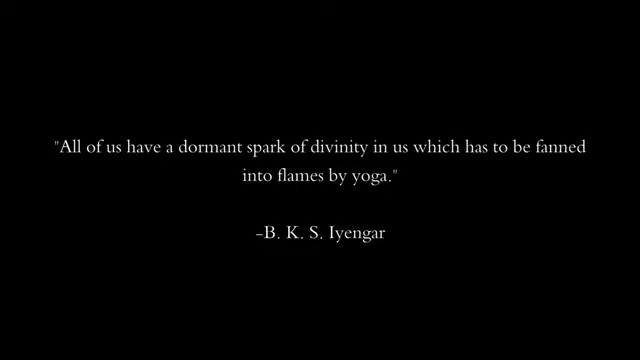 "All of us have a dormant spark of divinity in us which has to be fanned
into flames by yoga."
–B. K. S. Iyengar